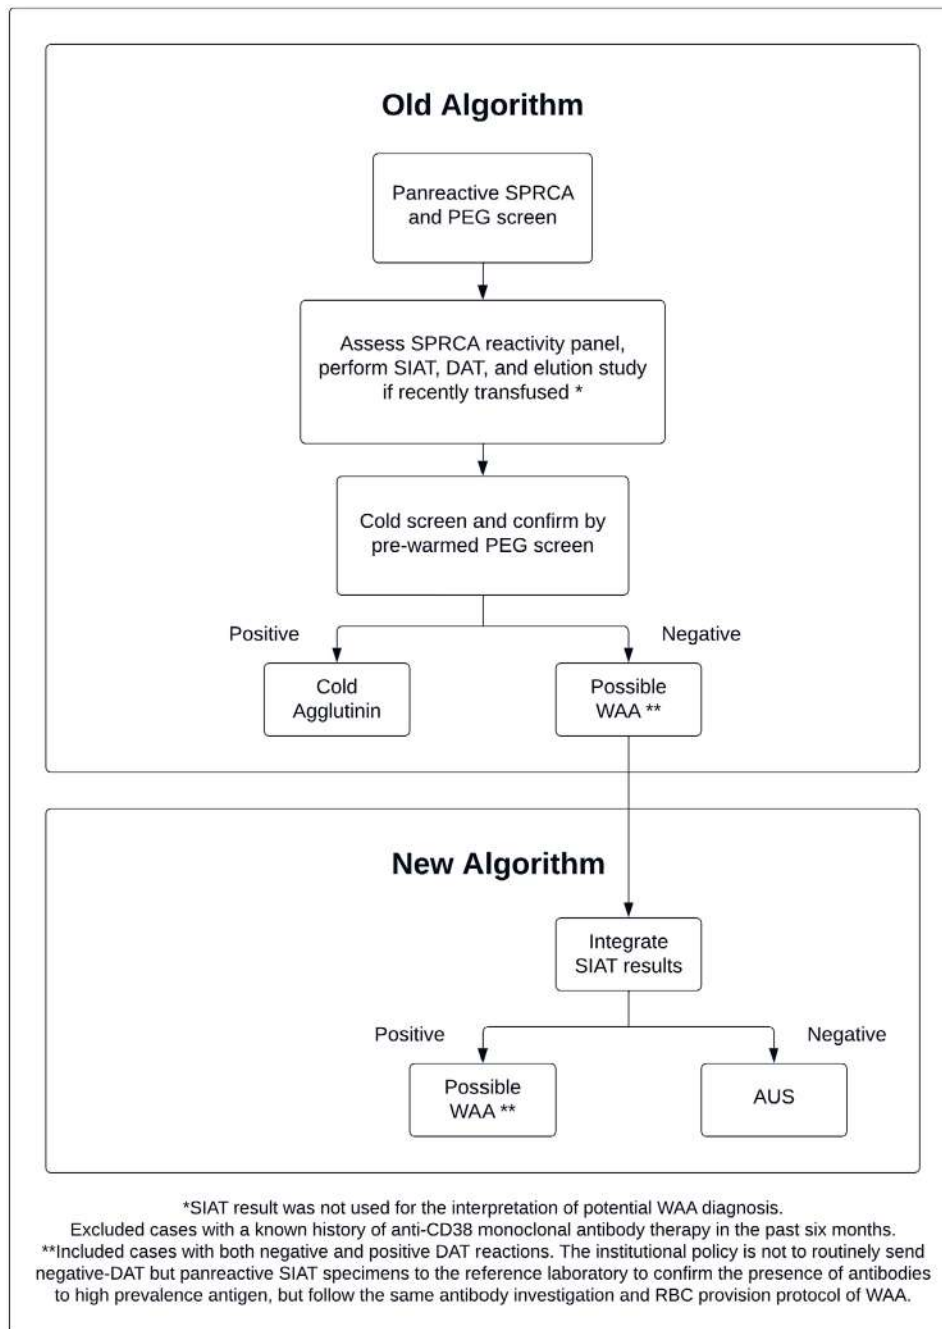 Old Algorithm
Panreactive SPRCA
and PEG screen
Assess SPRCA reactivity panel,
perform SIAT, DAT, and elution study
if recently transfused *
Cold screen and confirm by
pre-warmed PEG screen
Positive
Negative
Cold
Agglutinin
Possible
WAA **
New Algorithm
Integrate
SIAT results
Positive
Negative
Possible
WAA **
AUS
*SIAT result was not used for the interpretation of potential WAA diagnosis.
Excluded cases with a known history of anti-CD38 monoclonal antibody therapy in the past six months.
**Included cases with both negative and positive DAT reactions. The institutional policy is not to routinely send
negative-DAT but panreactive SIAT specimens to the reference laboratory to confirm the presence of antibodies
to high prevalence antigen, but follow the same antibody investigation and RBC provision protocol of WAA.